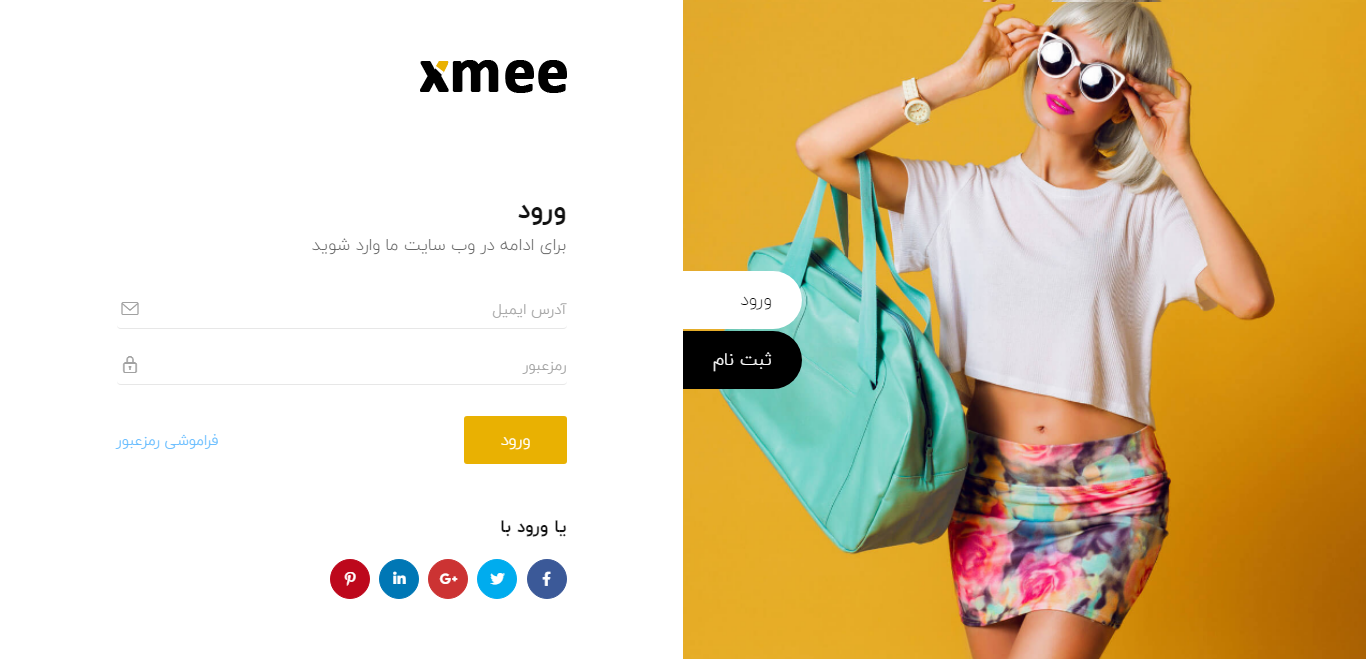 xmee
ورود
برای ادامه در وب سایت ما وارد شوید
آدرس ایمیل
رمزعبور
ورود
فراموشی رمزعبور
یا ورود با
ورود
ثبت نام